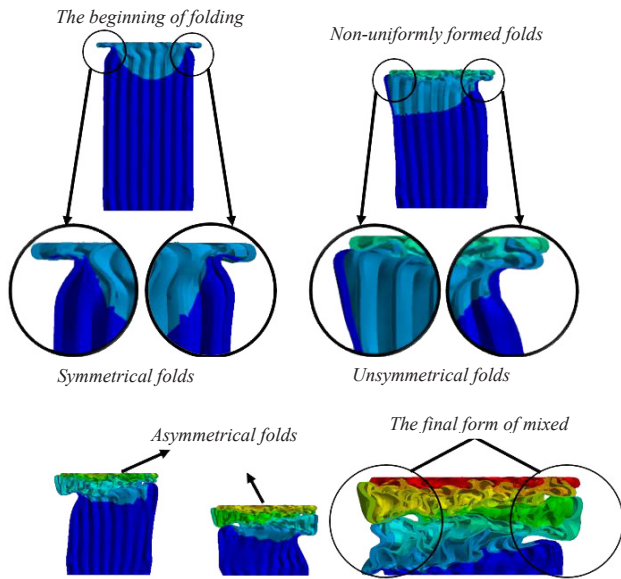 The beginning of folding
Non-uniformly formed folds
Symmetrical folds
Unsymmetrical folds
Asymmetrical folds
The final form of mixed